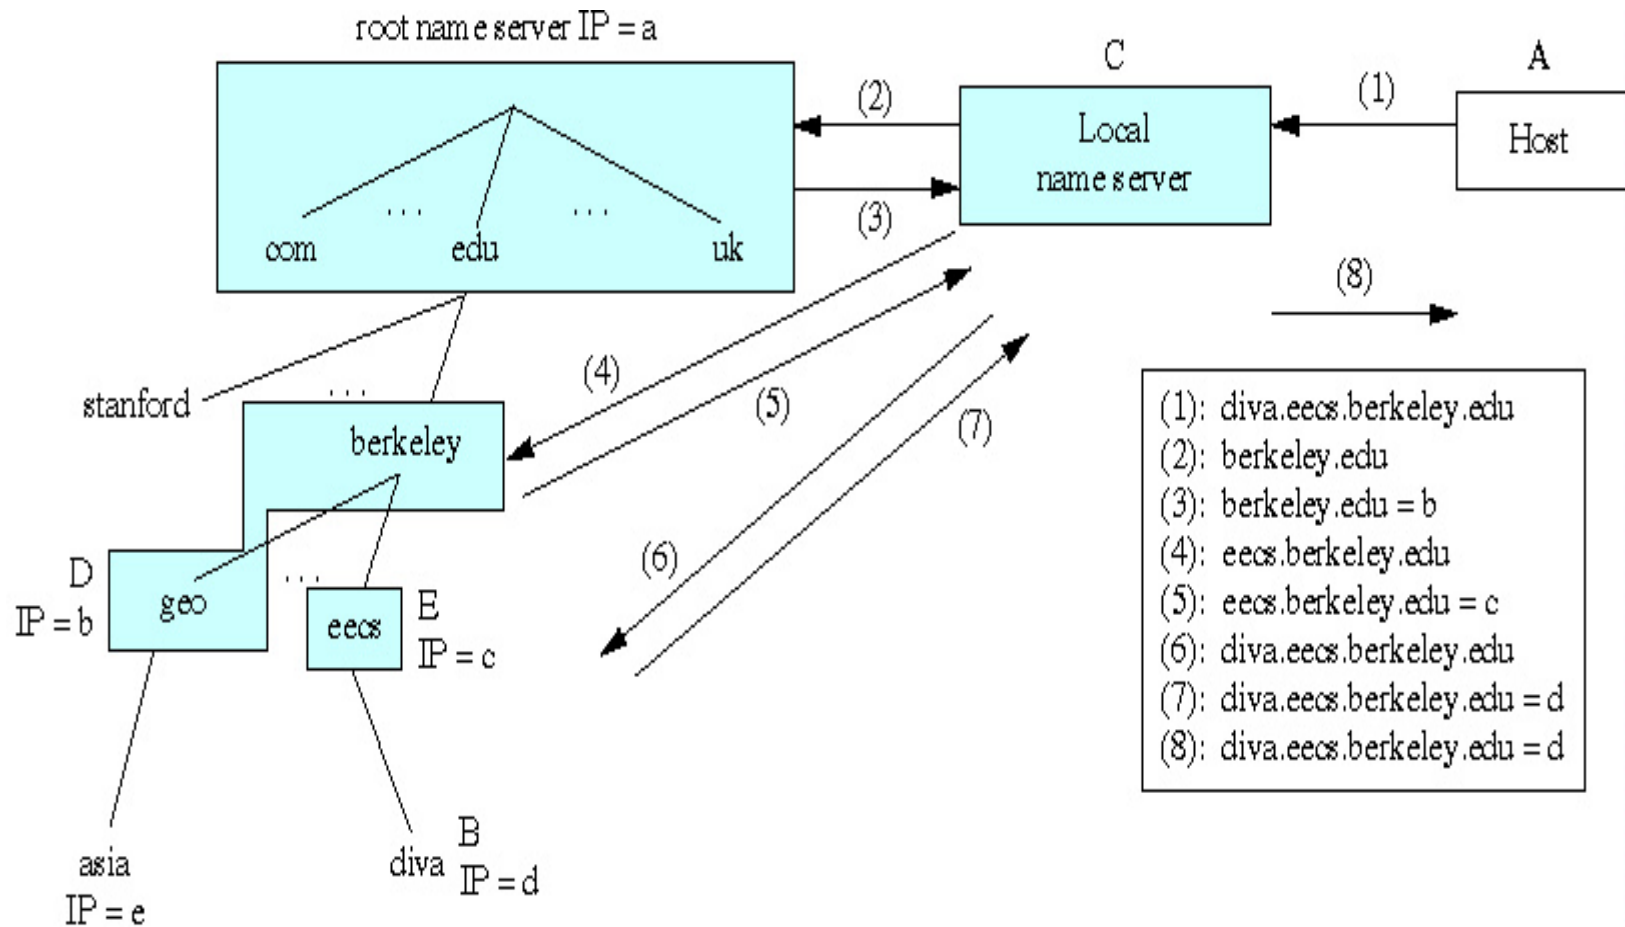 root name server IP = a
C
A
(2)
(1)
Local
name server
Host
(3)
com
...
edu
...
uk
(8)
stanford
...
(4)
(5)
(7)
berkeley
(1): diva.eecs.berkeley.edu
(2): berkeley.edu
(3): berkeley.edu = b
(4): eecs.berkeley.edu
(5): eecs.berkeley.edu = c
(6): diva.eecs.berkeley.edu
(7): diva.eecs.berkeley.edu = d
(8): diva.eecs.berkeley.edu = d
(6)
D
IP = b
geo
...
eecs
E
IP = c
asia
IP = e
diva
B
IP = d